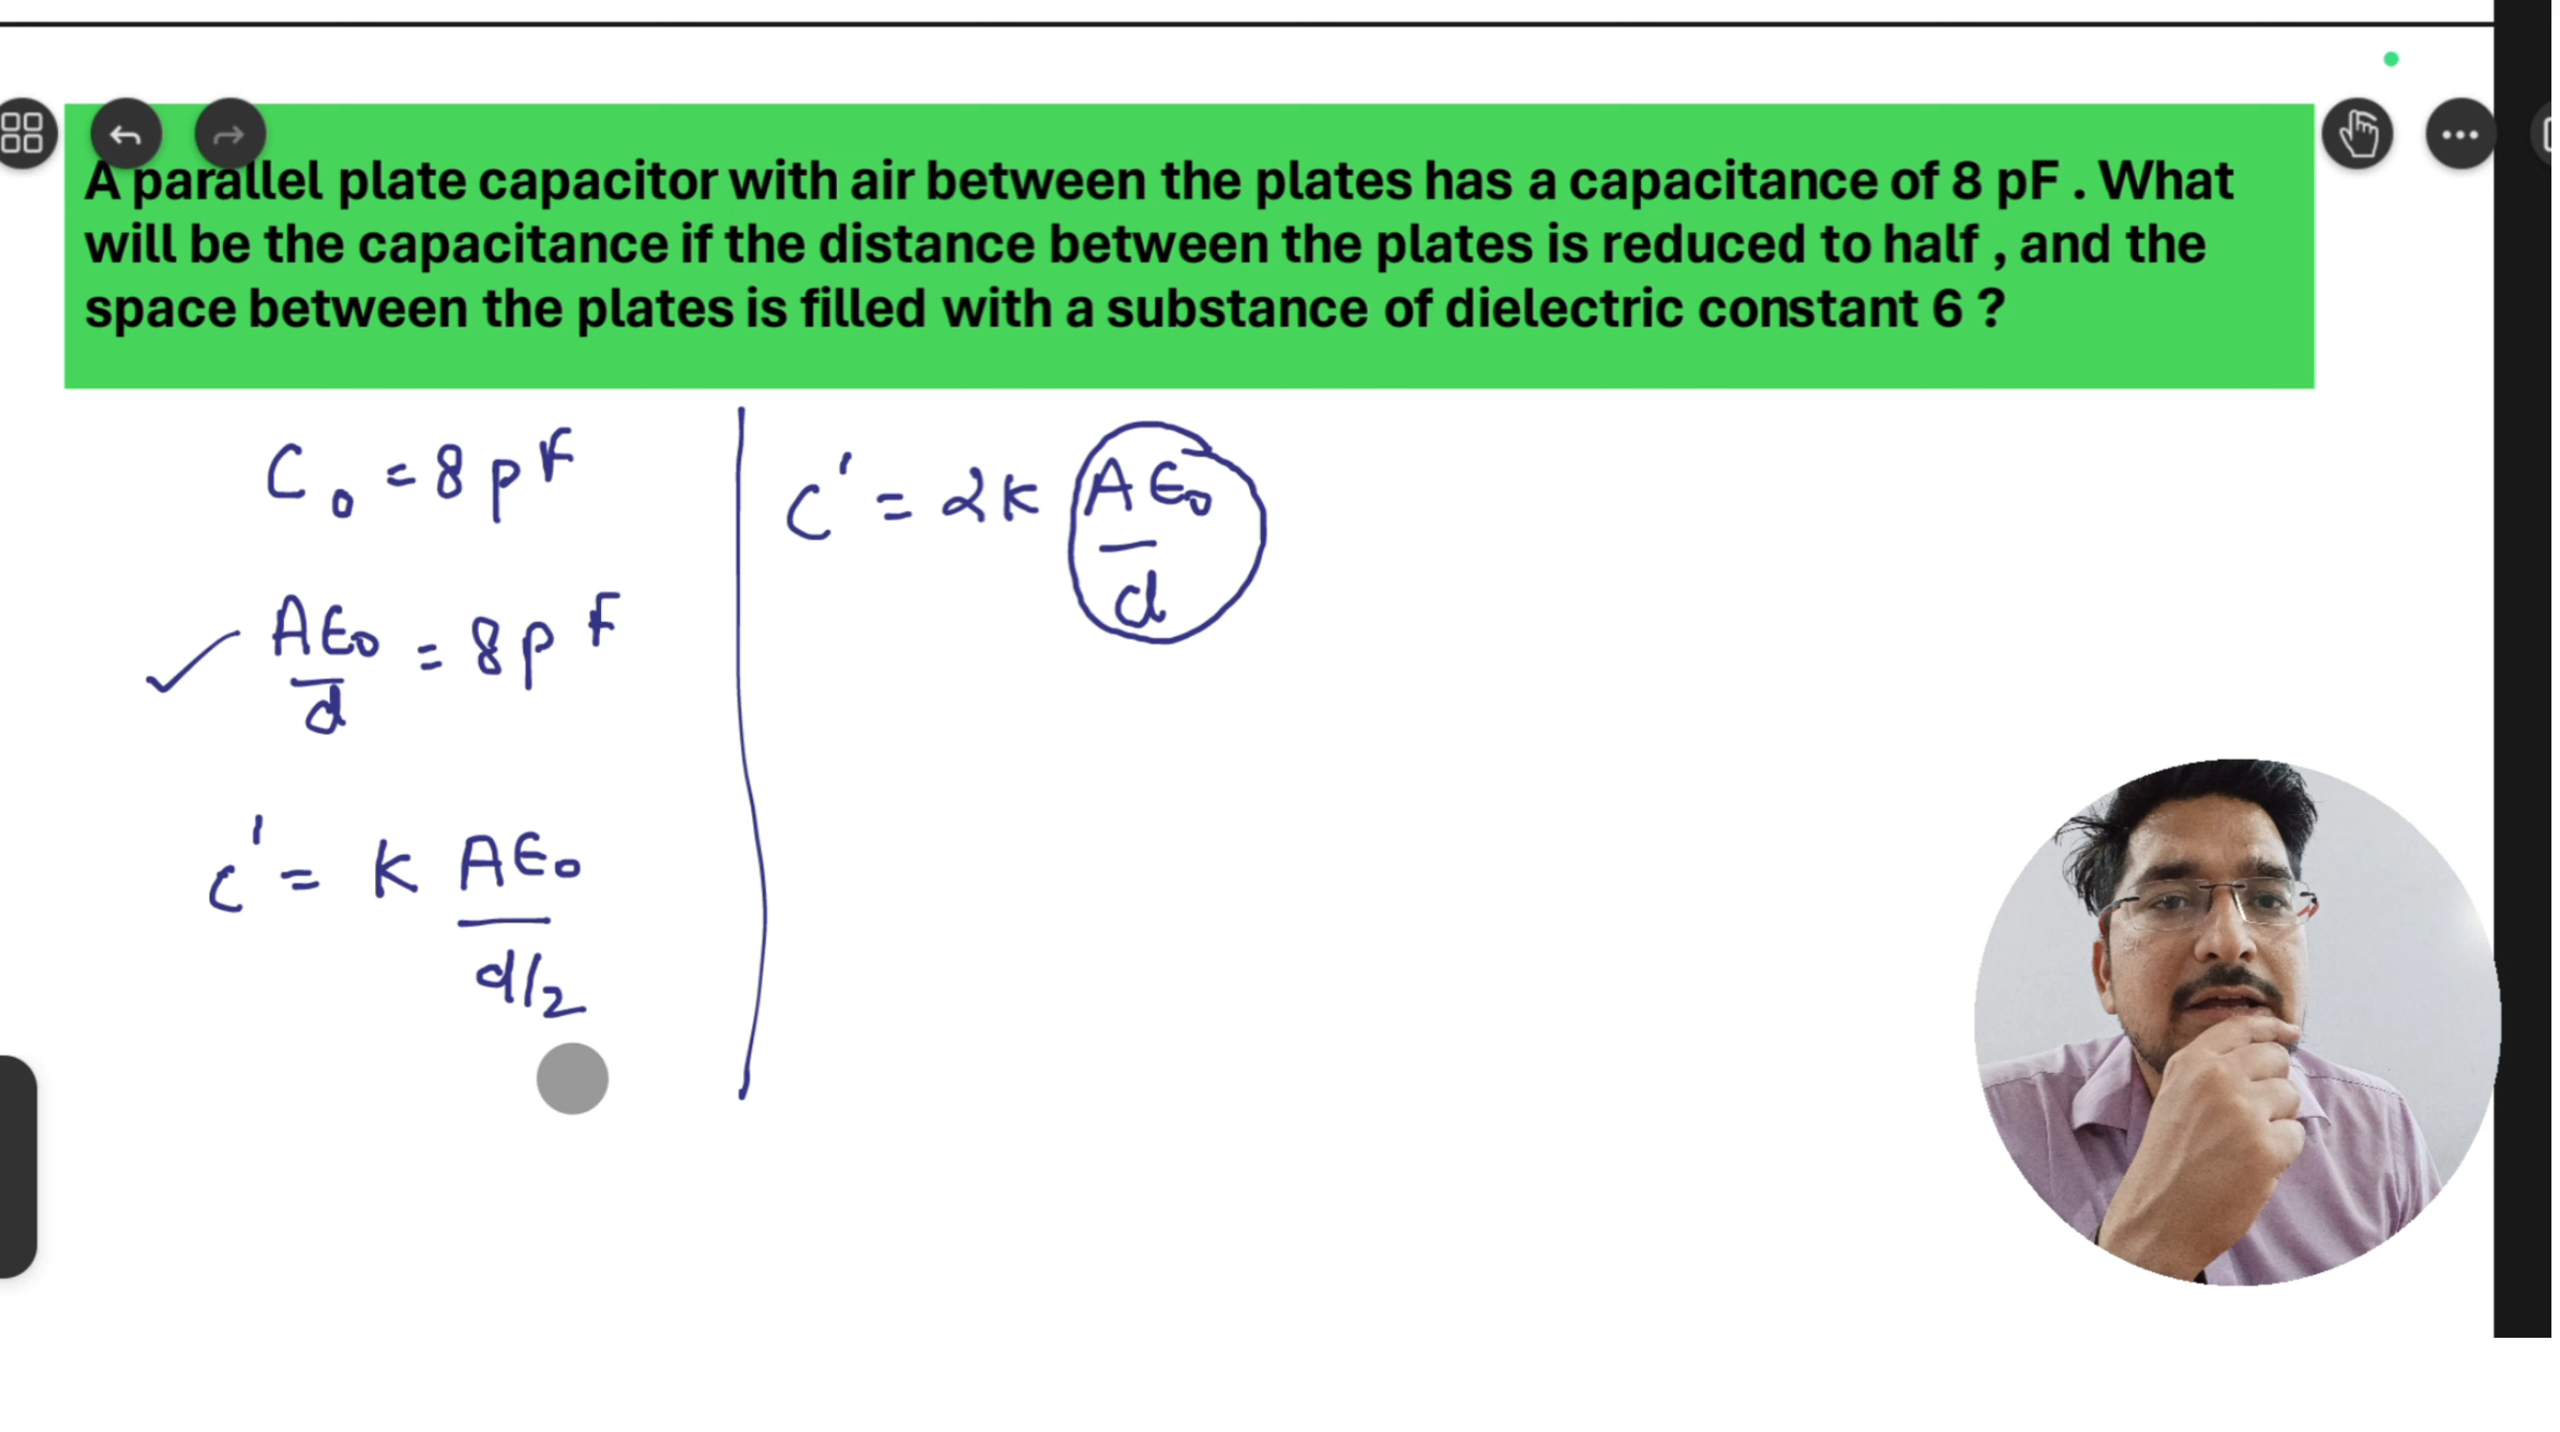 A parallel plate capacitor with air between the plates has a capacitance of 8 pF . What
will be the capacitance if the distance between the plates is reduced to half , and the
space between the plates is filled with a substance of dielectric constant 6 ?
C₀ = 8 pF
Aϵ₀/d = 8 pF
C' = K Aϵ₀/d/2
C' = 2K Aϵ₀/d